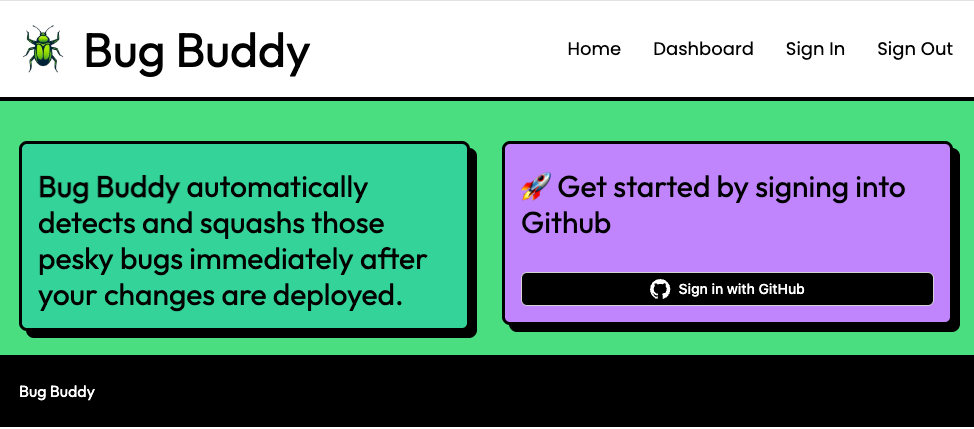 Bug Buddy
Home Dashboard Sign In Sign Out
Bug Buddy automatically
detects and squashs those
pesky bugs immediately after
your changes are deployed.
🚀 Get started by signing into
Github
Sign in with GitHub
Bug Buddy